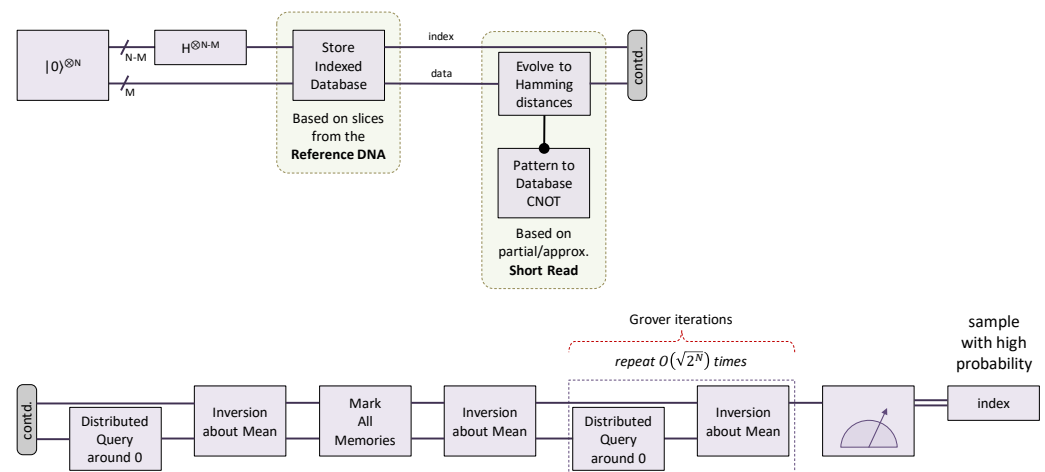 |0⟩⊗N
N-M
M
H⊗N-M
Store
Indexed
Database
Based on slices
from the
Reference DNA
index
data
Evolve to
Hamming
distances
Pattern to
Database
CNOT
Based on
partial/approx.
Short Read
contd.
contd.
Distributed
Query
around 0
Inversion
about Mean
Mark
All
Memories
Inversion
about Mean
Grover iterations
repeat O(√2^N) times
Distributed
Query
around 0
Inversion
about Mean
sample
with high
probability
index